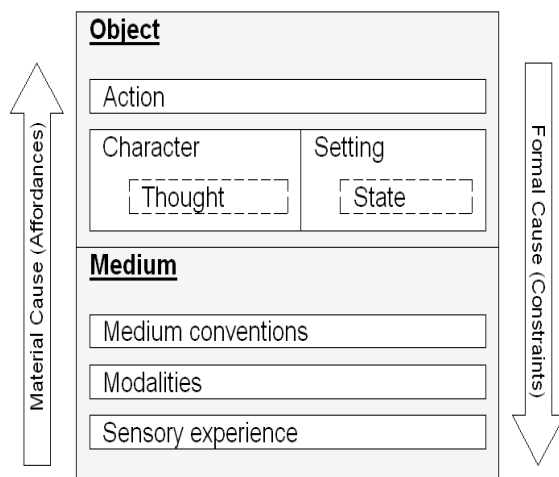 Object
Action
Character
Setting
Thought
State
Medium
Medium conventions
Modalities
Sensory experience
Material Cause (Affordances)
Formal Cause (Constraints)